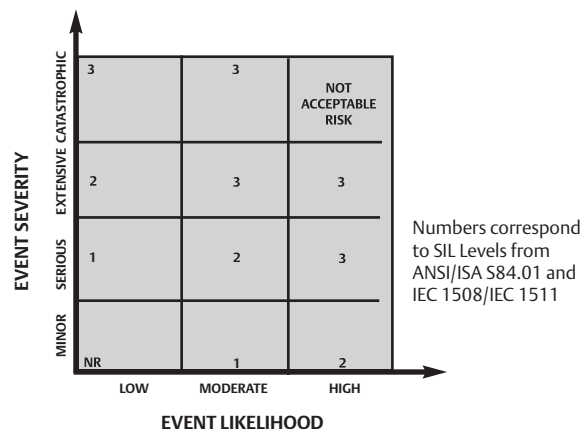 CATASTROPHIC
EXTENSIVE
SERIOUS
MINOR
EVENT SEVERITY
3 3 NOT
ACCEPTABLE
RISK
2 3 3
1 2 3
NR 1 2
LOW MODERATE HIGH
EVENT LIKELIHOOD
Numbers correspond
to SIL Levels from
ANSI/ISA S84.01 and
IEC 1508/IEC 1511